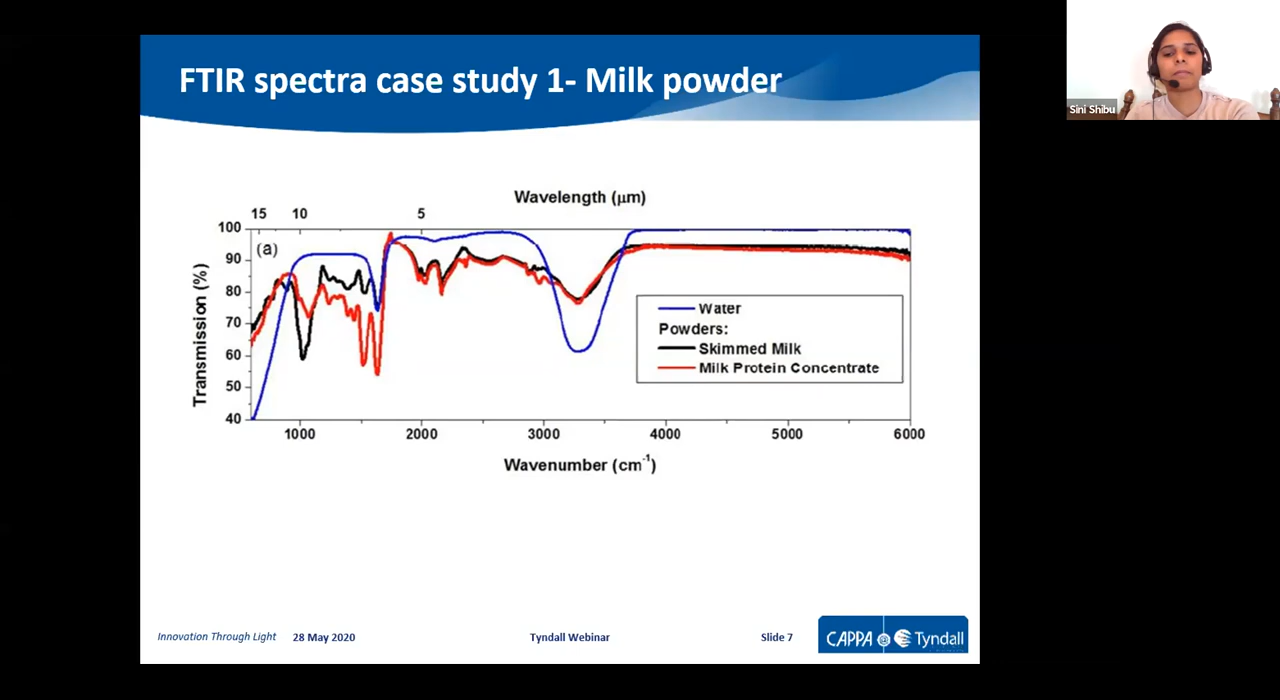 FTIR spectra case study 1- Milk powder
Sini Shibu
Wavelength (μm)
15 10 5
(a)
100
90
80
70
60
50
40
Transmission (%)
Water
Powders:
Skimmed Milk
Milk Protein Concentrate
1000 2000 3000 4000 5000 6000
Wavenumber (cm⁻¹)
Innovation Through Light 28 May 2020 Tyndall Webinar Slide 7
CAPPA @ Tyndall